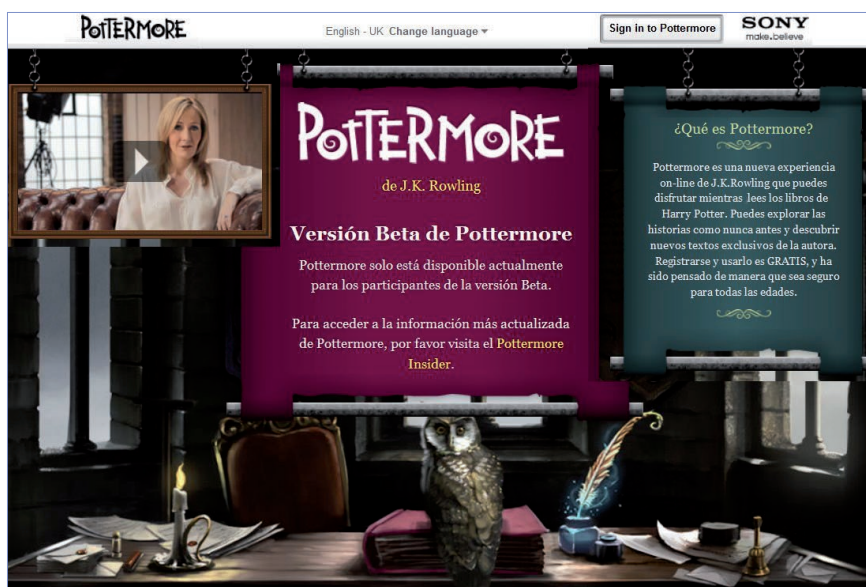 POTTERMORE
English - UK Change language
Sign in to Pottermore
SONY
make.believe
POTTERMORE
de J.K. Rowling
Versión Beta de Pottermore
Pottermore solo está disponible actualmente
para los participantes de la versión Beta.
Para acceder a la información más actualizada
de Pottermore, por favor visita el Pottermore
Insider.
¿Qué es Pottermore?
Pottermore es una nueva experiencia
on-line de J.K.Rowling que puedes
disfrutar mientras lees los libros de
Harry Potter. Puedes explorar las
historias como nunca antes y descubrir
nuevos textos exclusivos de la autora.
Registrarse y usarlo es GRATIS, y ha
sido pensado de manera que sea seguro
para todas las edades.